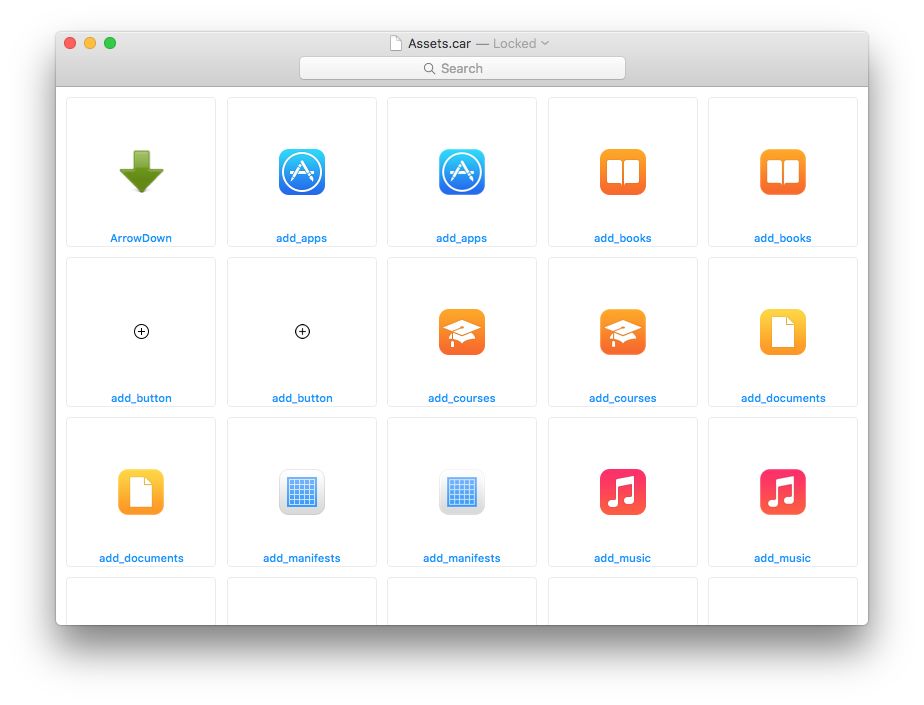 Assets.car — Locked
Search
ArrowDown
add_apps
add_apps
add_books
add_books
add_button
add_button
add_courses
add_courses
add_documents
add_documents
add_manifests
add_manifests
add_music
add_music